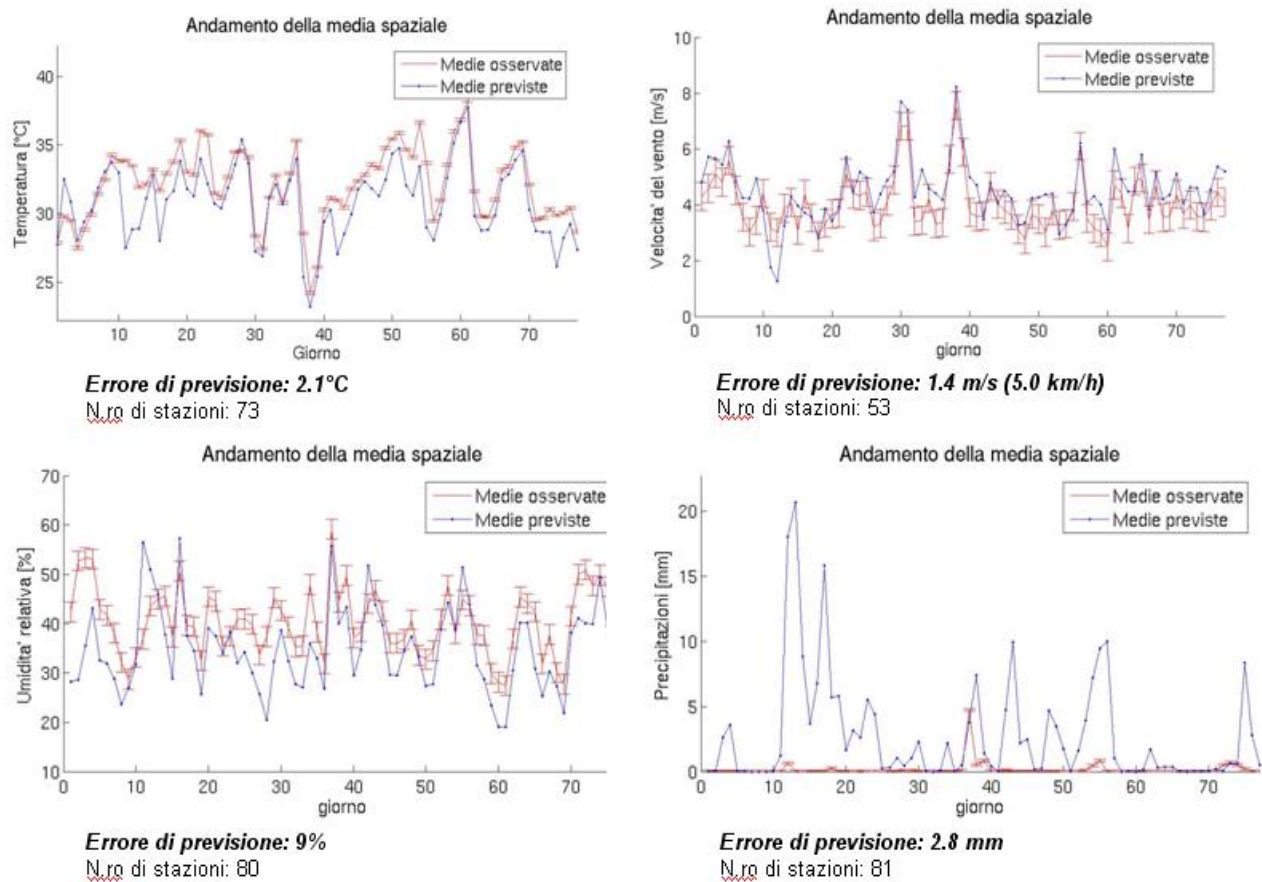 Andamento della media spaziale
Medie osservate
Medie previste
40
35
30
25
Temperatura [°C]
10 20 30 40 50 60 70
Giorno
Errore di previsione: 2.1°C
N.ro di stazioni: 73
Andamento della media spaziale
Medie osservate
Medie previste
10
8
6
4
2
0
Velocita' del vento [m/s]
0 10 20 30 40 50 60 70
giorno
Errore di previsione: 1.4 m/s (5.0 km/h)
N.ro di stazioni: 53
Andamento della media spaziale
Medie osservate
Medie previste
70
60
50
40
30
20
10
Umidita' relativa [%]
0 10 20 30 40 50 60 70
giorno
Errore di previsione: 9%
N.ro di stazioni: 80
Andamento della media spaziale
Medie osservate
Medie previste
20
15
10
5
0
Precipitazioni [mm]
0 10 20 30 40 50 60 70
giorno
Errore di previsione: 2.8 mm
N.ro di stazioni: 81